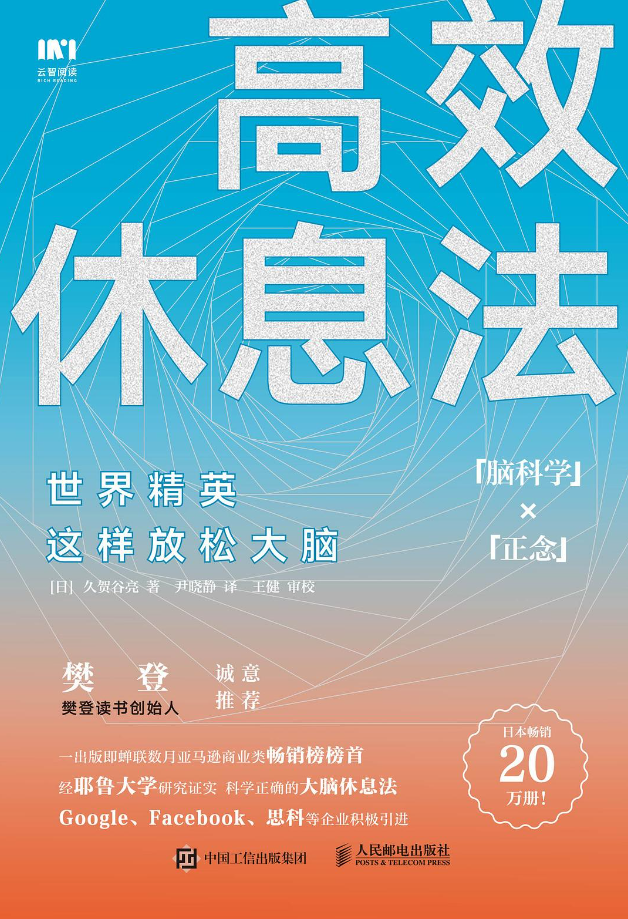 云智阅读
RICH READING
高效
休息法
世界精英
这样放松大脑
「脑科学」
×
「正念」
[日] 久贺谷亮 著 尹晓静 译 王健 审校
樊登 诚意
推荐
樊登读书创始人
一出版即蝉联数月亚马逊商业类畅销榜榜首
经耶鲁大学研究证实 科学正确的大脑休息法
Google、Facebook、思科等企业积极引进
日本畅销
20
万册!
中国工信出版集团
人民邮电出版社
POSTS & TELECOM PRESS